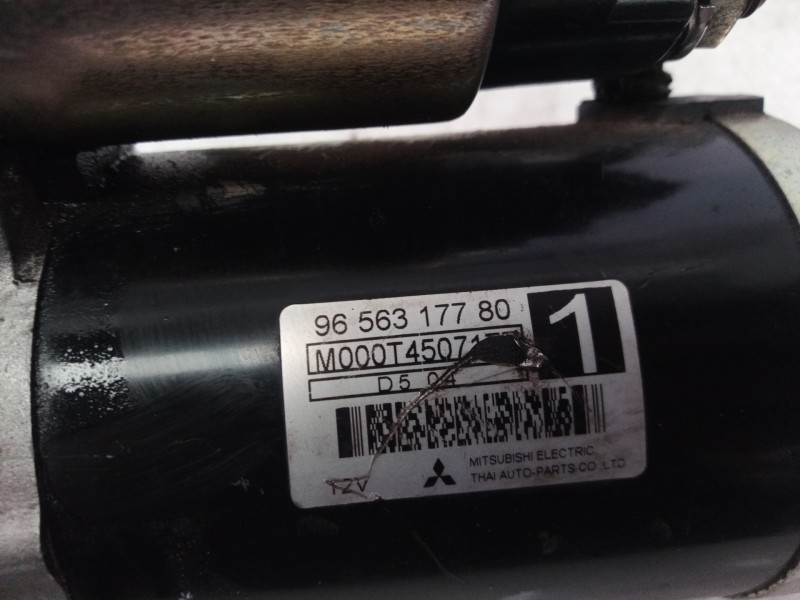 96 563 177 80
1
D5 04
12V
MITSUBISHI ELECTRIC
THAI AUTO-PARTS CO.,LTD